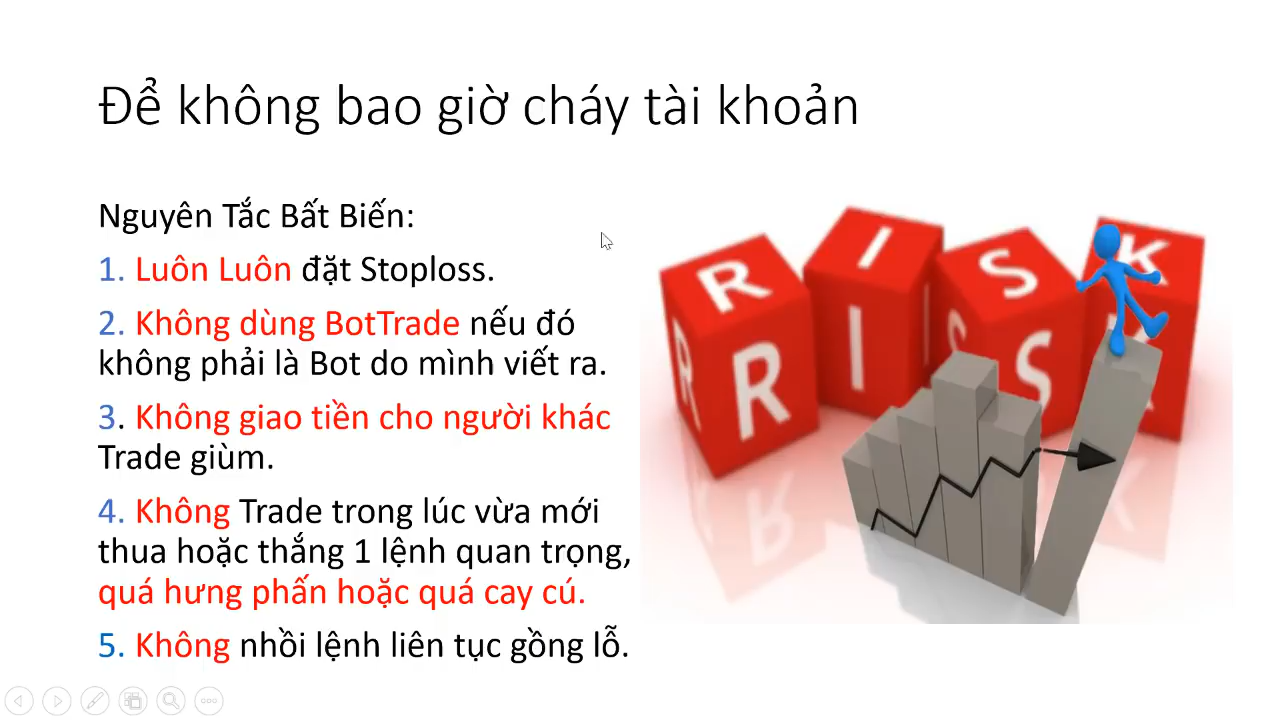 Để không bao giờ cháy tài khoản
Nguyên Tắc Bất Biến:
1. Luôn Luôn đặt Stoploss.
2. Không dùng BotTrade nếu đó
không phải là Bot do mình viết ra.
3. Không giao tiền cho người khác
Trade giùm.
4. Không Trade trong lúc vừa mới
thua hoặc thắng 1 lệnh quan trọng,
quá hưng phấn hoặc quá cay cú.
5. Không nhồi lệnh liên tục gồng lỗ.
R I S K
R I S K